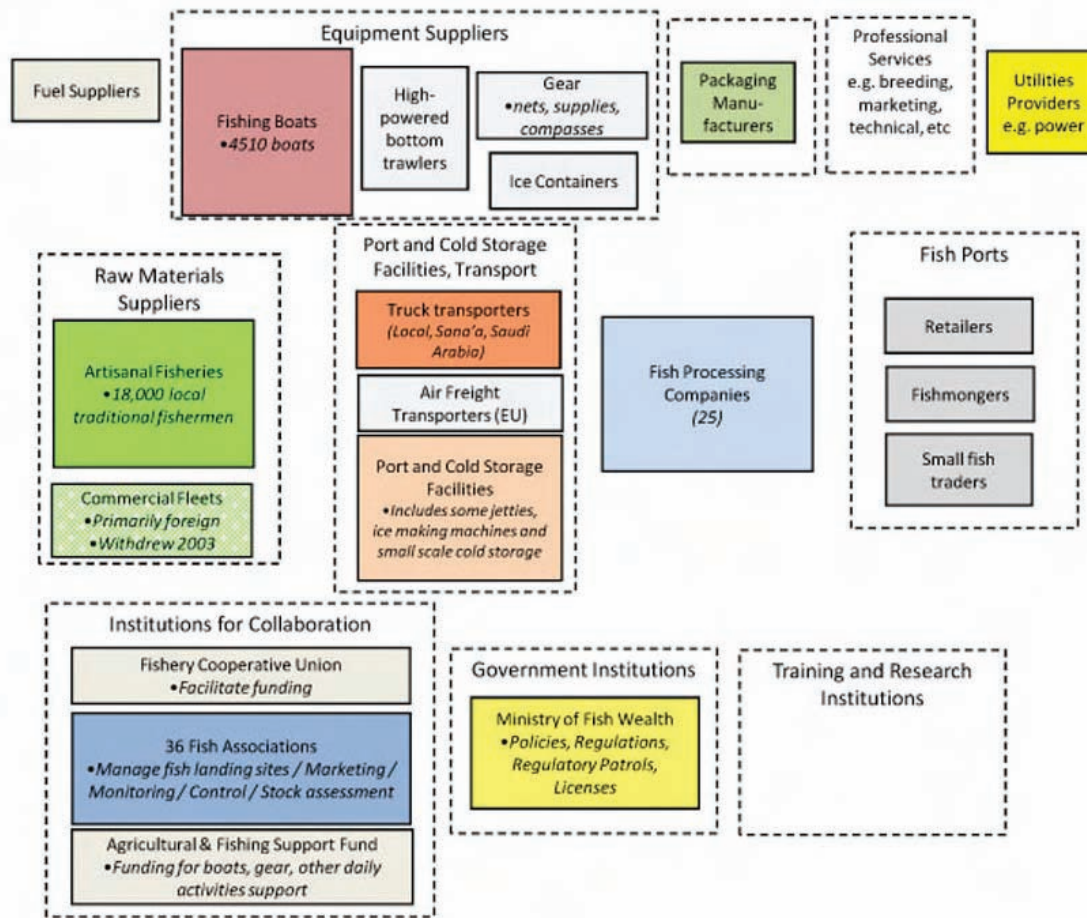 Fuel Suppliers
Equipment Suppliers
Fishing Boats
•4510 boats
High-
powered
bottom
trawlers
Gear
•nets, supplies,
compasses
Ice Containers
Packaging
Manu-
facturers
Professional
Services
e.g. breeding,
marketing,
technical, etc
Utilities
Providers
e.g. power
Raw Materials
Suppliers
Artisanal Fisheries
•18,000 local
traditional fishermen
Commercial Fleets
•Primarily foreign
•Withdrew 2003
Port and Cold Storage
Facilities, Transport
Truck transporters
(Local, Sana'a, Saudi
Arabia)
Air Freight
Transporters (EU)
Port and Cold Storage
Facilities
•Includes some jetties,
ice making machines and
small scale cold storage
Fish Processing
Companies
(25)
Fish Ports
Retailers
Fishmongers
Small fish
traders
Institutions for Collaboration
Fishery Cooperative Union
•Facilitate funding
36 Fish Associations
•Manage fish landing sites / Marketing /
Monitoring / Control / Stock assessment
Agricultural & Fishing Support Fund
•Funding for boats, gear, other daily
activities support
Government Institutions
Ministry of Fish Wealth
•Policies, Regulations,
Regulatory Patrols,
Licenses
Training and Research
Institutions